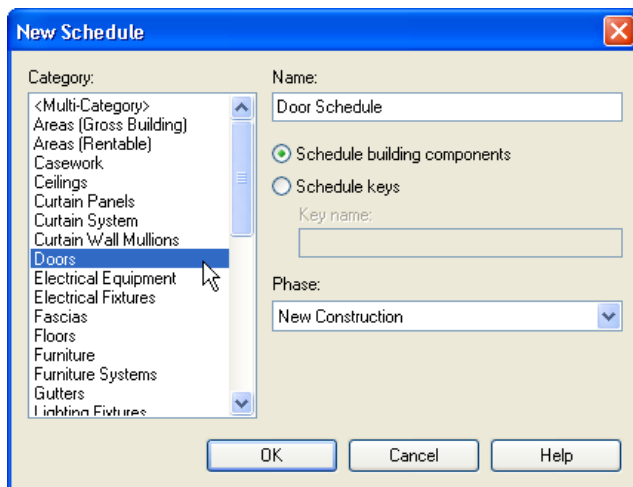 New Schedule
Category:
<Multi-Category>
Areas (Gross Building)
Areas (Rentable)
Casework
Ceilings
Curtain Panels
Curtain System
Curtain Wall Mullions
Doors
Electrical Equipment
Electrical Fixtures
Fascias
Floors
Furniture
Furniture Systems
Gutters
Lighting Fixtures
Name:
Door Schedule
Schedule building components
Schedule keys
Key name:
Phase:
New Construction
OK
Cancel
Help